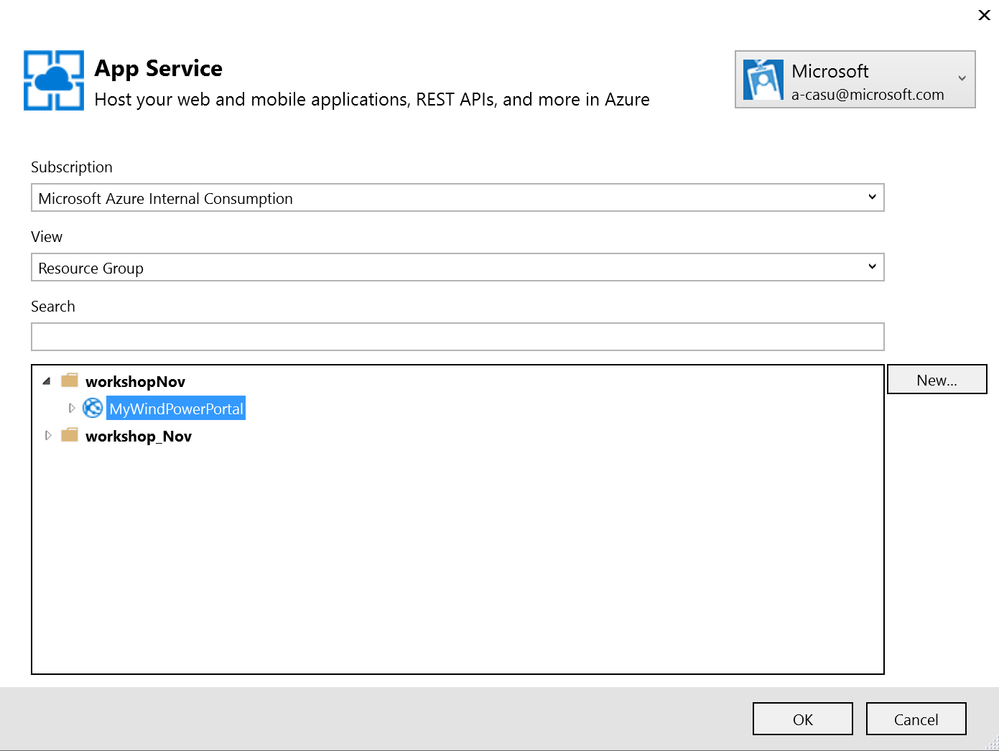 App Service
Host your web and mobile applications, REST APIs, and more in Azure
Microsoft
a-casu@microsoft.com
Subscription
Microsoft Azure Internal Consumption
View
Resource Group
Search
workshopNov
New...
MyWindPowerPortal
workshop_Nov
OK
Cancel